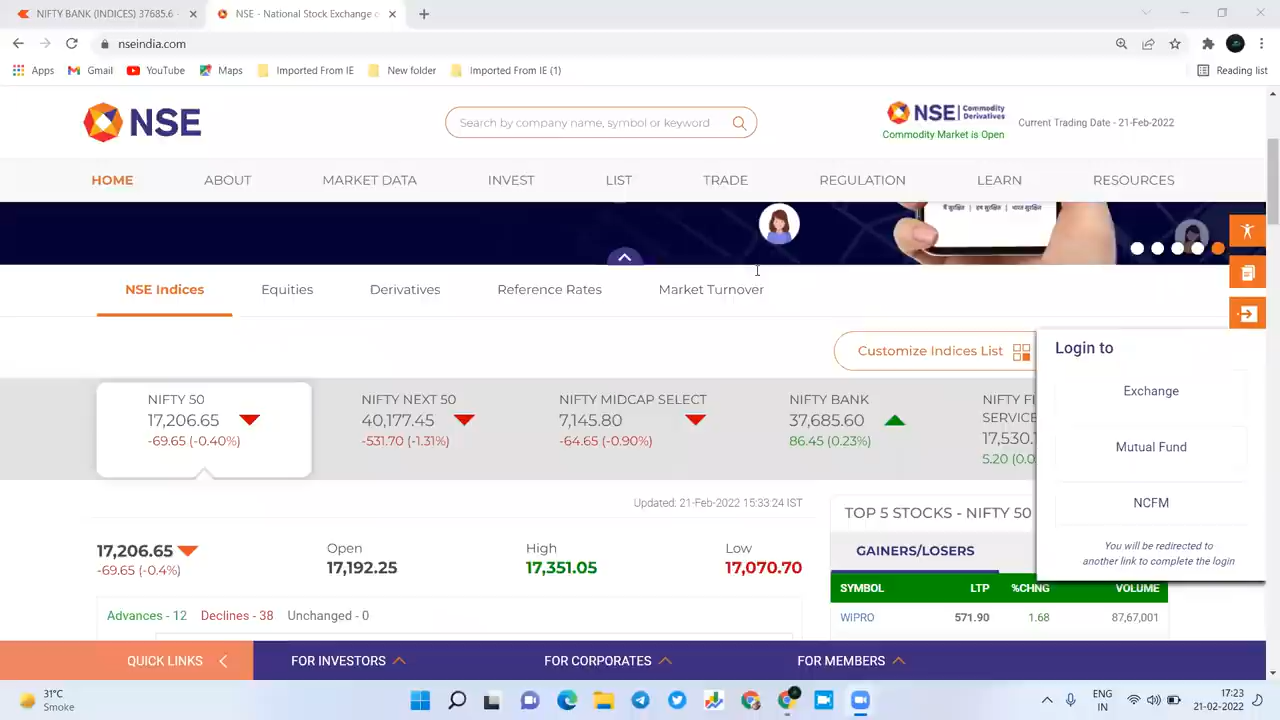 NIFTY BANK (INDICES) 37685.6
NSE - National Stock Exchange o
nseindia.com
Apps
Gmail
YouTube
Maps
Imported From IE
New folder
Imported From IE (1)
Reading list
NSE
Search by company name, symbol or keyword
NSE Commodity Derivatives
Commodity Market is Open
Current Trading Date - 21-Feb-2022
HOME ABOUT MARKET DATA INVEST LIST TRADE REGULATION LEARN RESOURCES
NSE Indices Equities Derivatives Reference Rates Market Turnover
Customize Indices List
Login to
Exchange
Mutual Fund
NCFM
You will be redirected to
another link to complete the login
NIFTY 50
17,206.65
-69.65 (-0.40%)
NIFTY NEXT 50
40,177.45
-531.70 (-1.31%)
NIFTY MIDCAP SELECT
7,145.80
-64.65 (-0.90%)
NIFTY BANK
37,685.60
86.45 (0.23%)
NIFTY FI
SERVICE
17,530.
5.20 (0.0
Updated: 21-Feb-2022 15:33:24 IST
17,206.65
-69.65 (-0.4%)
Open
17,192.25
High
17,351.05
Low
17,070.70
Advances - 12 Declines - 38 Unchanged - 0
TOP 5 STOCKS - NIFTY 50
GAINERS/LOSERS
SYMBOL LTP %CHNG VOLUME
WIPRO 571.90 1.68 87,67,001
QUICK LINKS
FOR INVESTORS
FOR CORPORATES
FOR MEMBERS
31°C
Smoke
ENG
IN
17:23
21-02-2022